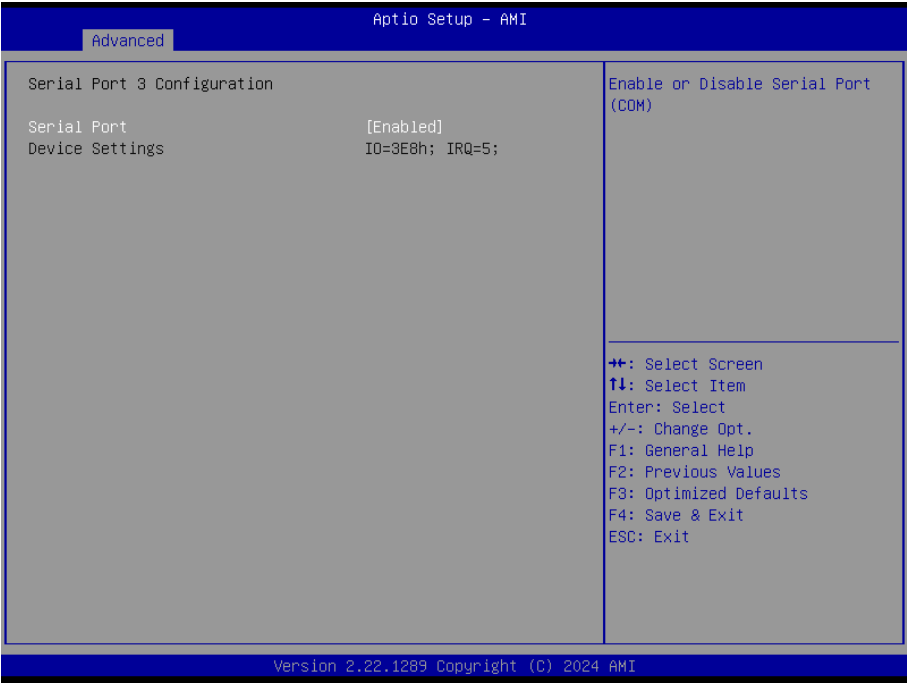 Aptio Setup – AMI
Advanced
Serial Port 3 Configuration
Serial Port [Enabled]
Device Settings IO=3E8h; IRQ=5;
Enable or Disable Serial Port
(COM)
→←: Select Screen
↑↓: Select Item
Enter: Select
+/-: Change Opt.
F1: General Help
F2: Previous Values
F3: Optimized Defaults
F4: Save & Exit
ESC: Exit
Version 2.22.1289 Copyright (C) 2024 AMI